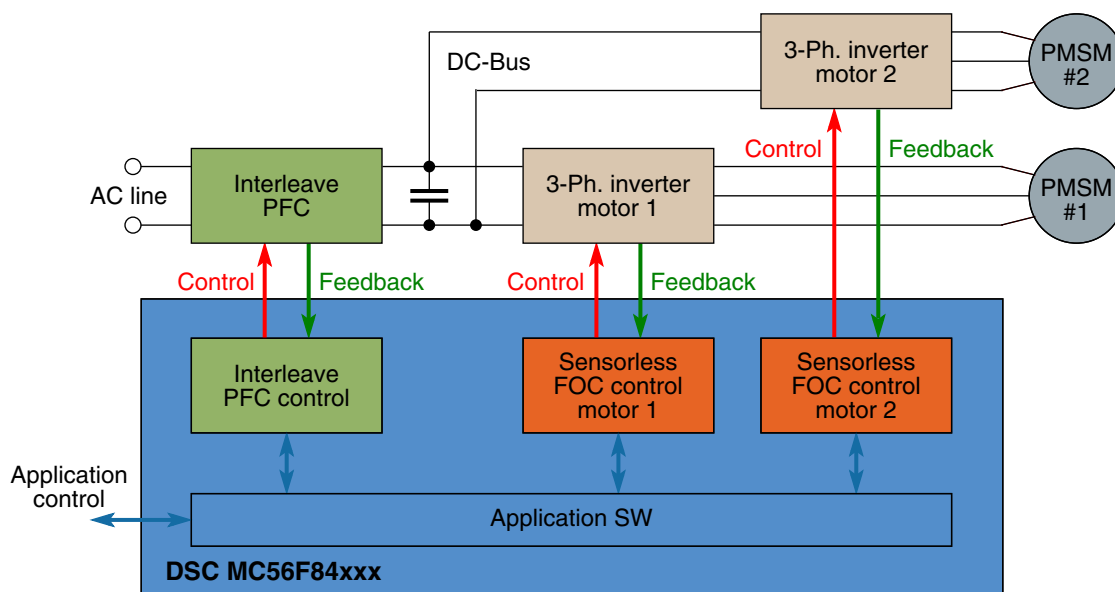 3-Ph. inverter
motor 2
PMSM
#2
DC-Bus
Control
Feedback
AC line
Interleave
PFC
3-Ph. inverter
motor 1
PMSM
#1
Control
Feedback
Control
Feedback
Interleave
PFC control
Sensorless
FOC control
motor 1
Sensorless
FOC control
motor 2
Application
control
Application SW
DSC MC56F84xxx